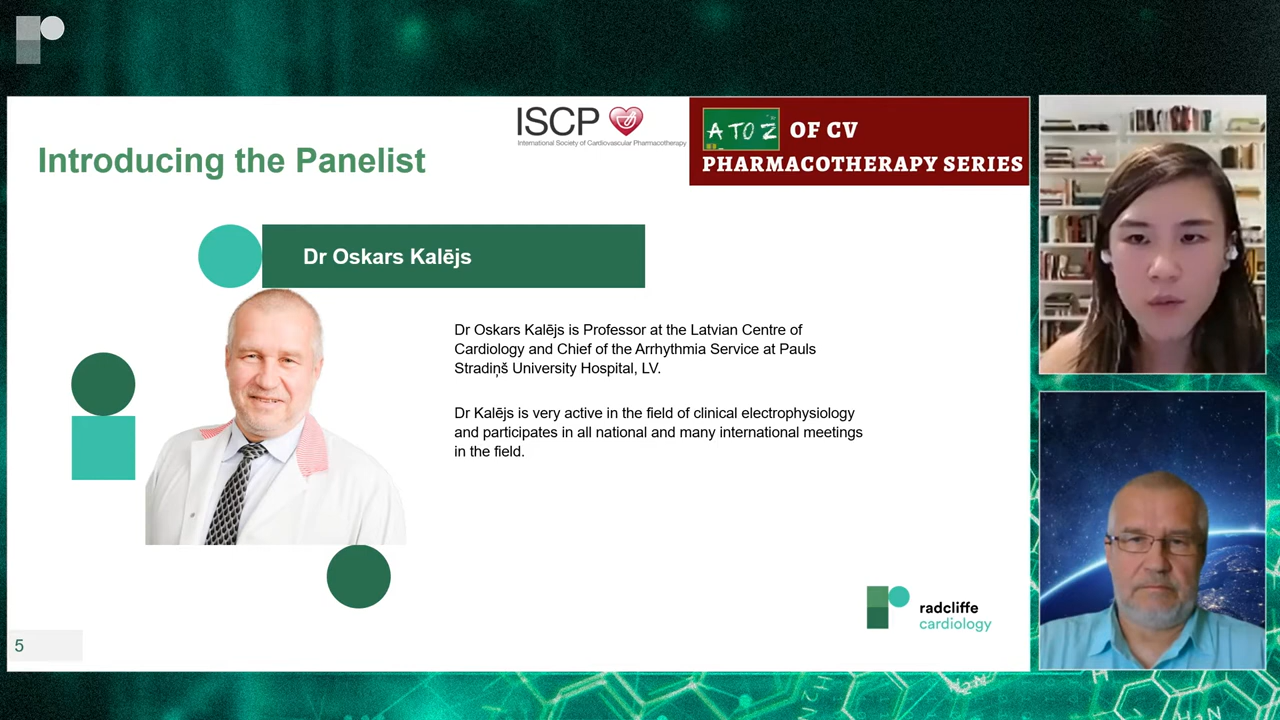 ISCP
International Society of Cardiovascular Pharmacotherapy
A TO Z OF CV
PHARMACOTHERAPY SERIES
Introducing the Panelist
Dr Oskars Kalējs
Dr Oskars Kalējs is Professor at the Latvian Centre of
Cardiology and Chief of the Arrhythmia Service at Pauls
Stradiņš University Hospital, LV.
Dr Kalējs is very active in the field of clinical electrophysiology
and participates in all national and many international meetings
in the field.
radcliffe
cardiology
5